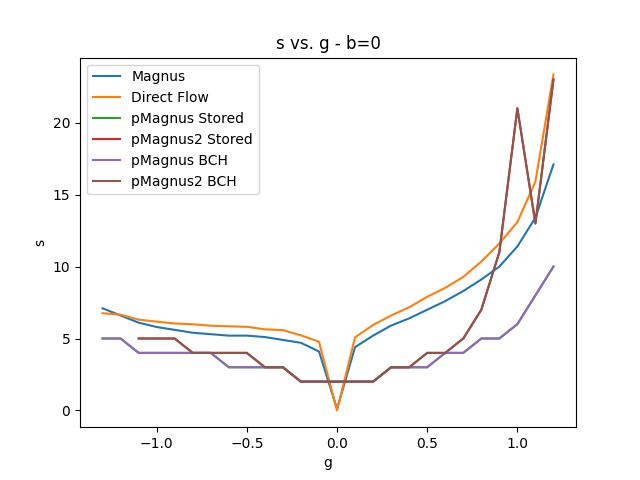 s vs. g - b=0
Magnus
Direct Flow
pMagnus Stored
pMagnus2 Stored
pMagnus BCH
pMagnus2 BCH
20
15
10
5
0
s
−1.0 −0.5 0.0 0.5 1.0
g